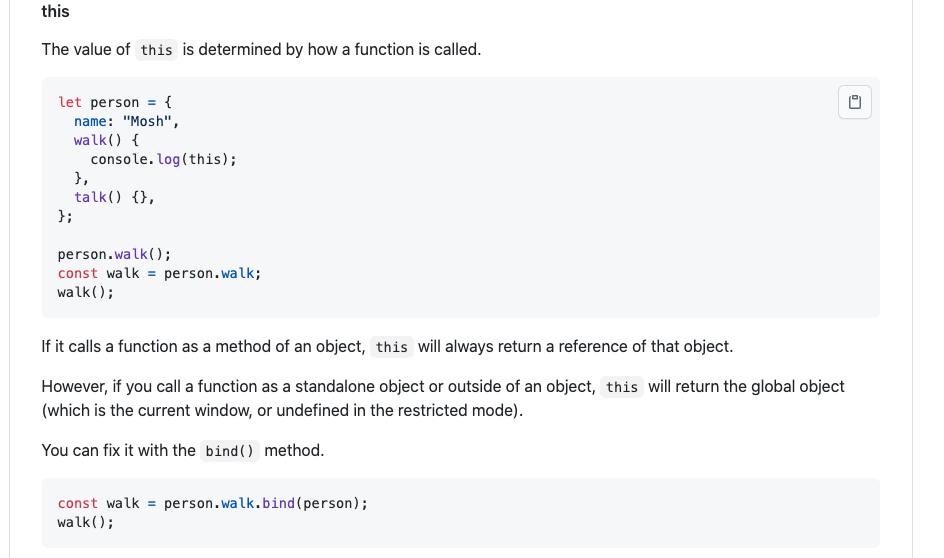 this
The value of this is determined by how a function is called.
let person = {
  name: "Mosh",
  walk() {
    console.log(this);
  },
  talk() {},
};

person.walk();
const walk = person.walk;
walk();
If it calls a function as a method of an object, this will always return a reference of that object.
However, if you call a function as a standalone object or outside of an object, this will return the global object
(which is the current window, or undefined in the restricted mode).
You can fix it with the bind() method.
const walk = person.walk.bind(person);
walk();